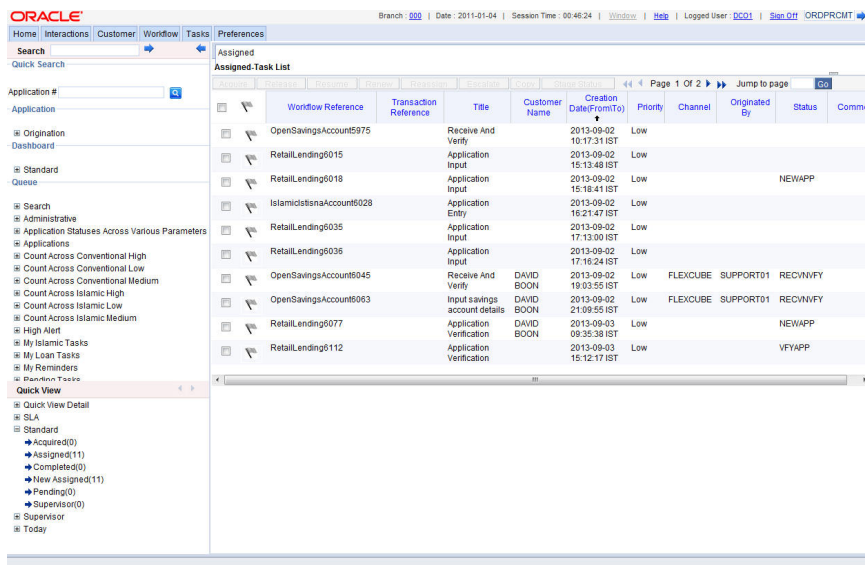 ORACLE
Branch : 000 | Date : 2011-01-04 | Session Time : 00:46:24 | Window | Help | Logged User : DCO1 | Sign Off ORDPRCMT
Home Interactions Customer Workflow Tasks Preferences
Search
Quick Search
Application #
Application
Origination
Dashboard
Standard
Queue
Search
Administrative
Application Statuses Across Various Parameters
Applications
Count Across Conventional High
Count Across Conventional Low
Count Across Conventional Medium
Count Across Islamic High
Count Across Islamic Low
Count Across Islamic Medium
High Alert
My Islamic Tasks
My Loan Tasks
My Reminders
Pending Tasks
Quick View
Quick View Detail
SLA
Standard
Acquired(0)
Assigned(11)
Completed(0)
New Assigned(11)
Pending(0)
Supervisor(0)
Supervisor
Today
Assigned
Assigned-Task List
Acquire Release Resume Renew Reassign Escalate Copy Page 1 Of 2 Jump to page Go
Workflow Reference Transaction Reference Title Customer Name Creation Date(From\To) Priority Channel Originated By Status Comme
OpenSavingsAccount5975 Receive And Verify 2013-09-02 10:17:31 IST Low
RetailLending6015 Application Input 2013-09-02 15:13:48 IST Low
RetailLending6018 Application Input 2013-09-02 15:18:41 IST Low NEWAPP
IslamicIstisnaAccount6028 Application Entry 2013-09-02 16:21:47 IST Low
RetailLending6035 Application Input 2013-09-02 17:13:00 IST Low
RetailLending6036 Application Input 2013-09-02 17:16:24 IST Low
OpenSavingsAccount6045 Receive And Verify DAVID BOON 2013-09-02 19:03:55 IST Low FLEXCUBE SUPPORT01 RECVNVFY
OpenSavingsAccount6063 Input savings account details DAVID BOON 2013-09-02 21:09:55 IST Low FLEXCUBE SUPPORT01 RECVNVFY
RetailLending6077 Application Verification DAVID BOON 2013-09-03 09:35:38 IST Low NEWAPP
RetailLending6112 Application Verification 2013-09-03 15:12:17 IST Low VFYAPP